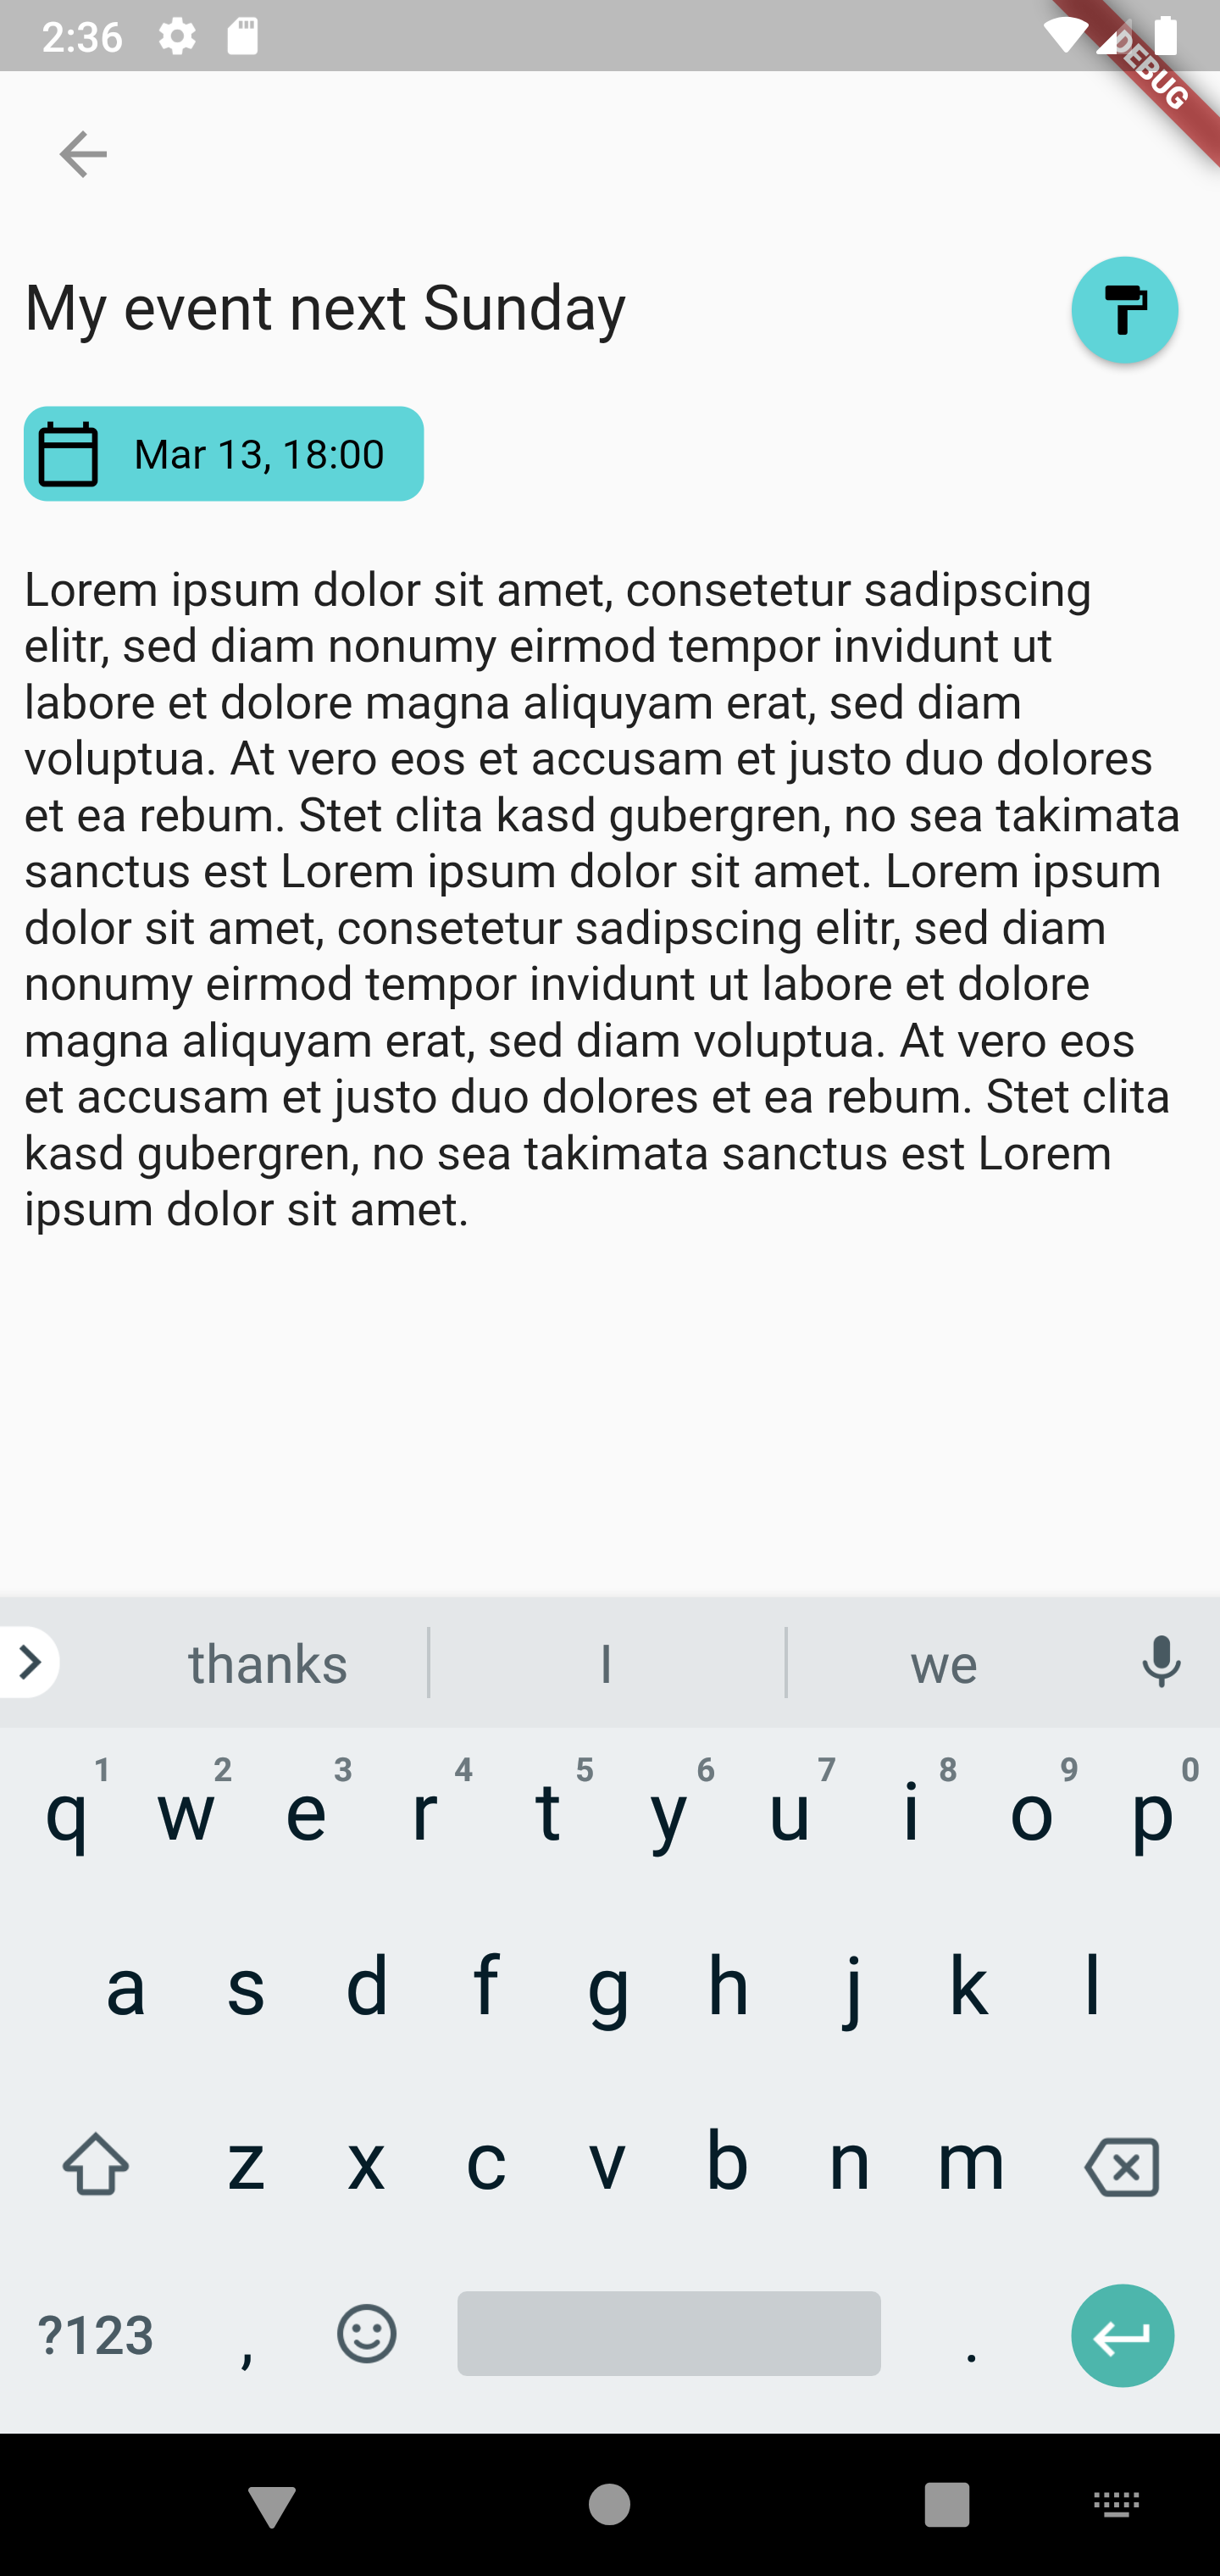 2:36
DEBUG
My event next Sunday
Mar 13, 18:00
Lorem ipsum dolor sit amet, consetetur sadipscing
elitr, sed diam nonumy eirmod tempor invidunt ut
labore et dolore magna aliquyam erat, sed diam
voluptua. At vero eos et accusam et justo duo dolores
et ea rebum. Stet clita kasd gubergren, no sea takimata
sanctus est Lorem ipsum dolor sit amet. Lorem ipsum
dolor sit amet, consetetur sadipscing elitr, sed diam
nonumy eirmod tempor invidunt ut labore et dolore
magna aliquyam erat, sed diam voluptua. At vero eos
et accusam et justo duo dolores et ea rebum. Stet clita
kasd gubergren, no sea takimata sanctus est Lorem
ipsum dolor sit amet.
thanks I we
1 2 3 4 5 6 7 8 9 0
q w e r t y u i o p
a s d f g h j k l
z x c v b n m
?123 , .